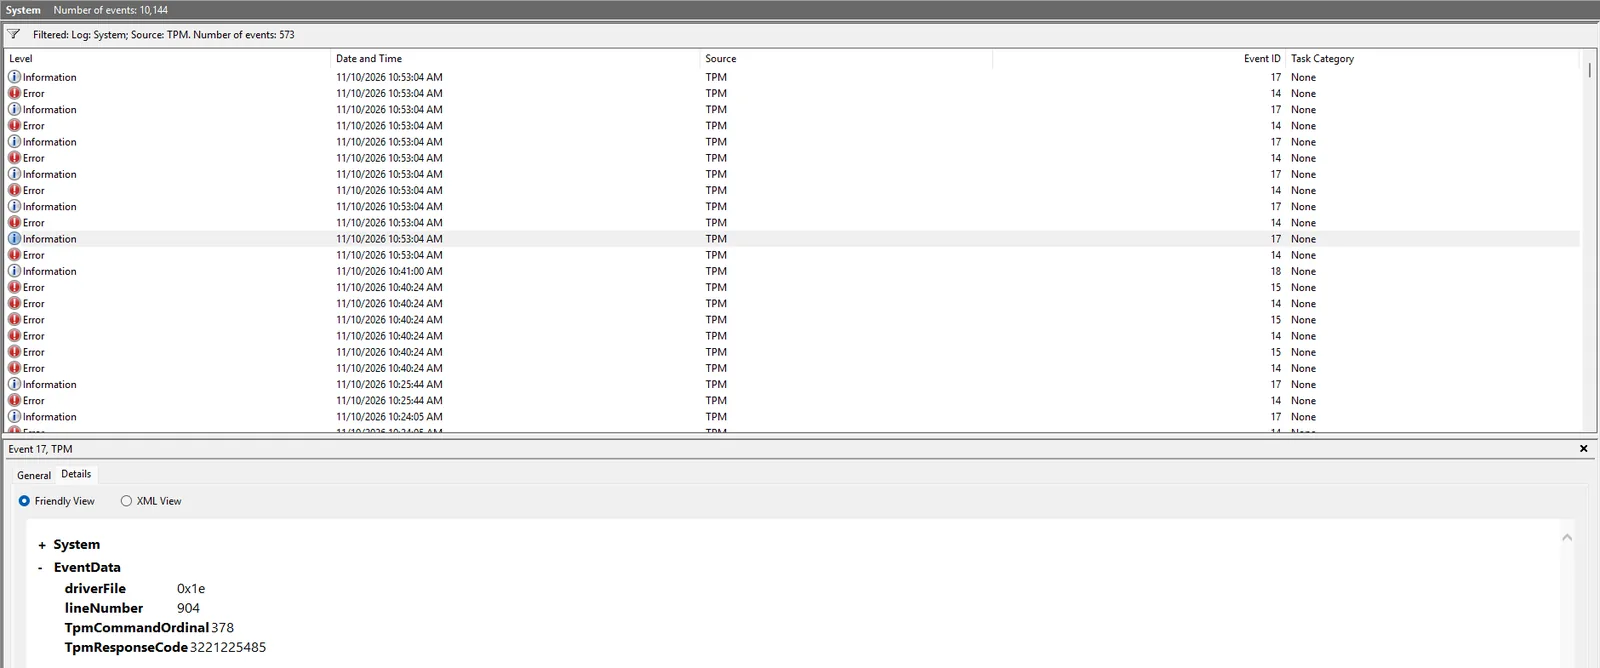 System Number of events: 10,144
Filtered: Log: System; Source: TPM. Number of events: 573
Level Date and Time Source Event ID Task Category
Information 11/10/2026 10:53:04 AM TPM 17 None
Error 11/10/2026 10:53:04 AM TPM 14 None
Information 11/10/2026 10:53:04 AM TPM 17 None
Error 11/10/2026 10:53:04 AM TPM 14 None
Information 11/10/2026 10:53:04 AM TPM 17 None
Error 11/10/2026 10:53:04 AM TPM 14 None
Information 11/10/2026 10:53:04 AM TPM 17 None
Error 11/10/2026 10:53:04 AM TPM 14 None
Information 11/10/2026 10:53:04 AM TPM 17 None
Error 11/10/2026 10:53:04 AM TPM 14 None
Information 11/10/2026 10:53:04 AM TPM 17 None
Error 11/10/2026 10:53:04 AM TPM 14 None
Information 11/10/2026 10:41:00 AM TPM 18 None
Error 11/10/2026 10:40:24 AM TPM 15 None
Error 11/10/2026 10:40:24 AM TPM 14 None
Error 11/10/2026 10:40:24 AM TPM 15 None
Error 11/10/2026 10:40:24 AM TPM 14 None
Error 11/10/2026 10:40:24 AM TPM 15 None
Error 11/10/2026 10:40:24 AM TPM 14 None
Information 11/10/2026 10:25:44 AM TPM 17 None
Error 11/10/2026 10:25:44 AM TPM 14 None
Information 11/10/2026 10:24:05 AM TPM 17 None
Event 17, TPM
General Details
Friendly View XML View
+ System
- EventData
driverFile 0x1e
lineNumber 904
TpmCommandOrdinal 378
TpmResponseCode 3221225485